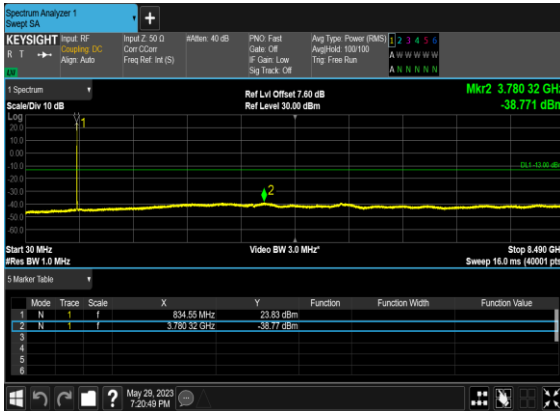 Spectrum Analyzer 1
Swept SA
+
KEYSIGHT Input: RF Input Z: 50 Ω #Atten: 40 dB PNO: Fast Avg Type: Power (RMS) 1 2 3 4 5 6
R T Coupling: DC Corr CCorr Gate: Off Avg|Hold: 100/100 A W W W W W
Align: Auto Freq Ref: Int (S) IF Gain: Low Trig: Free Run
Sig Track: Off A N N N N N
1 Spectrum
Ref Lvl Offset 7.60 dB Mkr2 3.780 32 GHz
Scale/Div 10 dB Ref Level 30.00 dBm -38.771 dBm
Log
20.0
10.0
0.00
-10.0
-20.0
-30.0
-40.0
-50.0
-60.0
1
DL1 -13.00 dBm
2
Start 30 MHz Video BW 3.0 MHz* Stop 8.490 GHz
#Res BW 1.0 MHz Sweep 16.0 ms (40001 pts)
5 Marker Table
Mode Trace Scale X Y Function Function Width Function Value
1 N 1 f 834.55 MHz 23.83 dBm
2 N 1 f 3.780 32 GHz -38.77 dBm
3
4
5
6
? May 29, 2023
7:20:49 PM